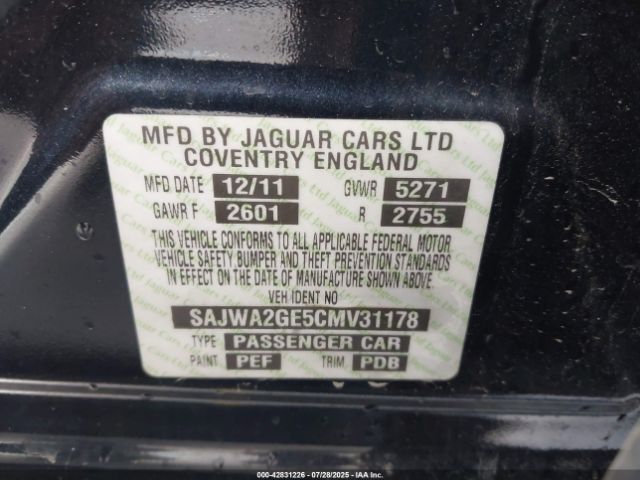 MFD BY JAGUAR CARS LTD
COVENTRY ENGLAND
MFD DATE 12/11 GVWR 5271
GAWR F 2601 R 2755
THIS VEHICLE CONFORMS TO ALL APPLICABLE FEDERAL MOTOR
VEHICLE SAFETY BUMPER AND THEFT PREVENTION STANDARDS
IN EFFECT ON THE DATE OF MANUFACTURE SHOWN ABOVE.
VEH IDENT NO
SAJWA2GE5CMV31178
TYPE PASSENGER CAR
PAINT PEF TRIM PDB
000-42831226 | 07/28/2025 - IAA Inc.